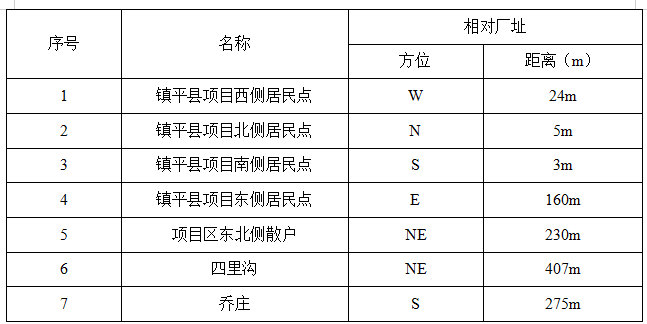 序号 名称 相对厂址
方位 距离（m）
1 镇平县项目西侧居民点 W 24m
2 镇平县项目北侧居民点 N 5m
3 镇平县项目南侧居民点 S 3m
4 镇平县项目东侧居民点 E 160m
5 项目区东北侧散户 NE 230m
6 四里沟 NE 407m
7 乔庄 S 275m